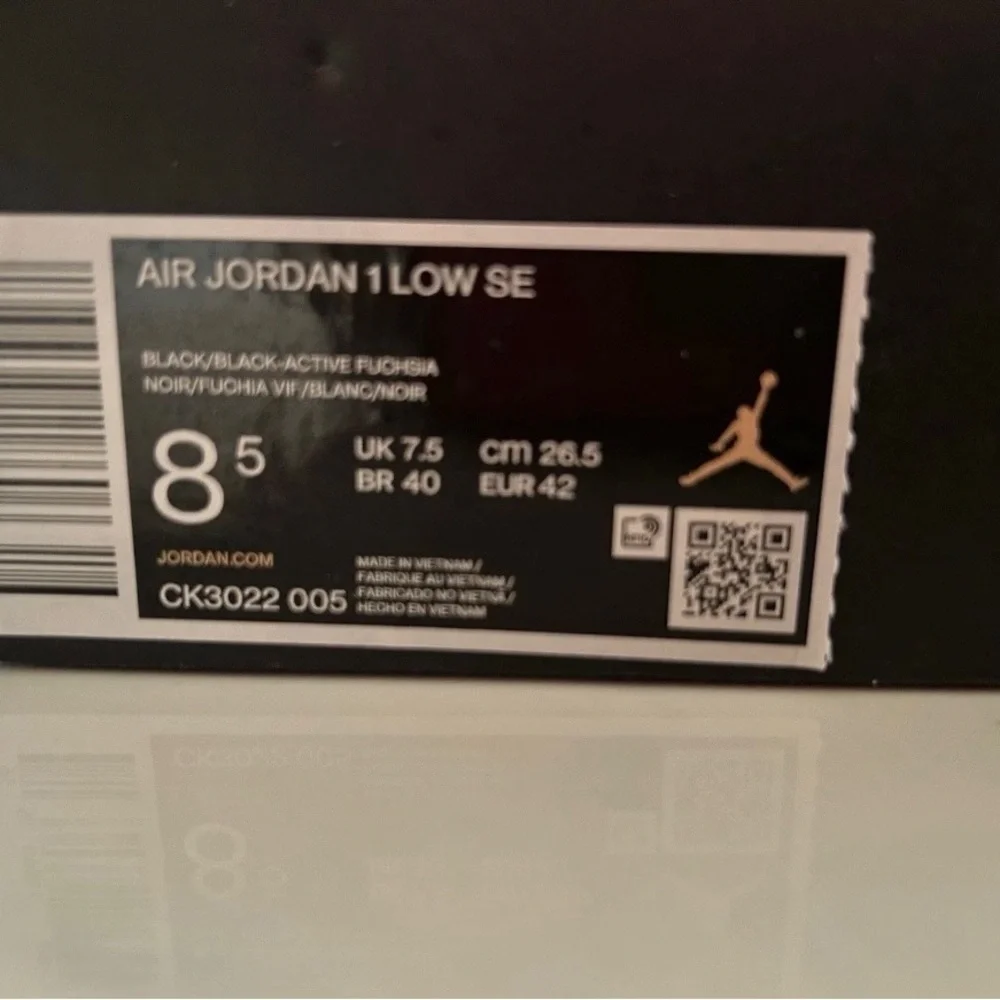 AIR JORDAN 1 LOW SE
BLACK/BLACK-ACTIVE FUCHSIA
NOIR/FUCHIA VIF/BLANC/NOIR
8 5
UK 7.5 cm 26.5
BR 40 EUR 42
JORDAN.COM
CK3022 005
MADE IN VIETNAM /
FABRIQUE AU VIETNAM /
FABRICADO NO VIETNÃ /
HECHO EN VIETNAM